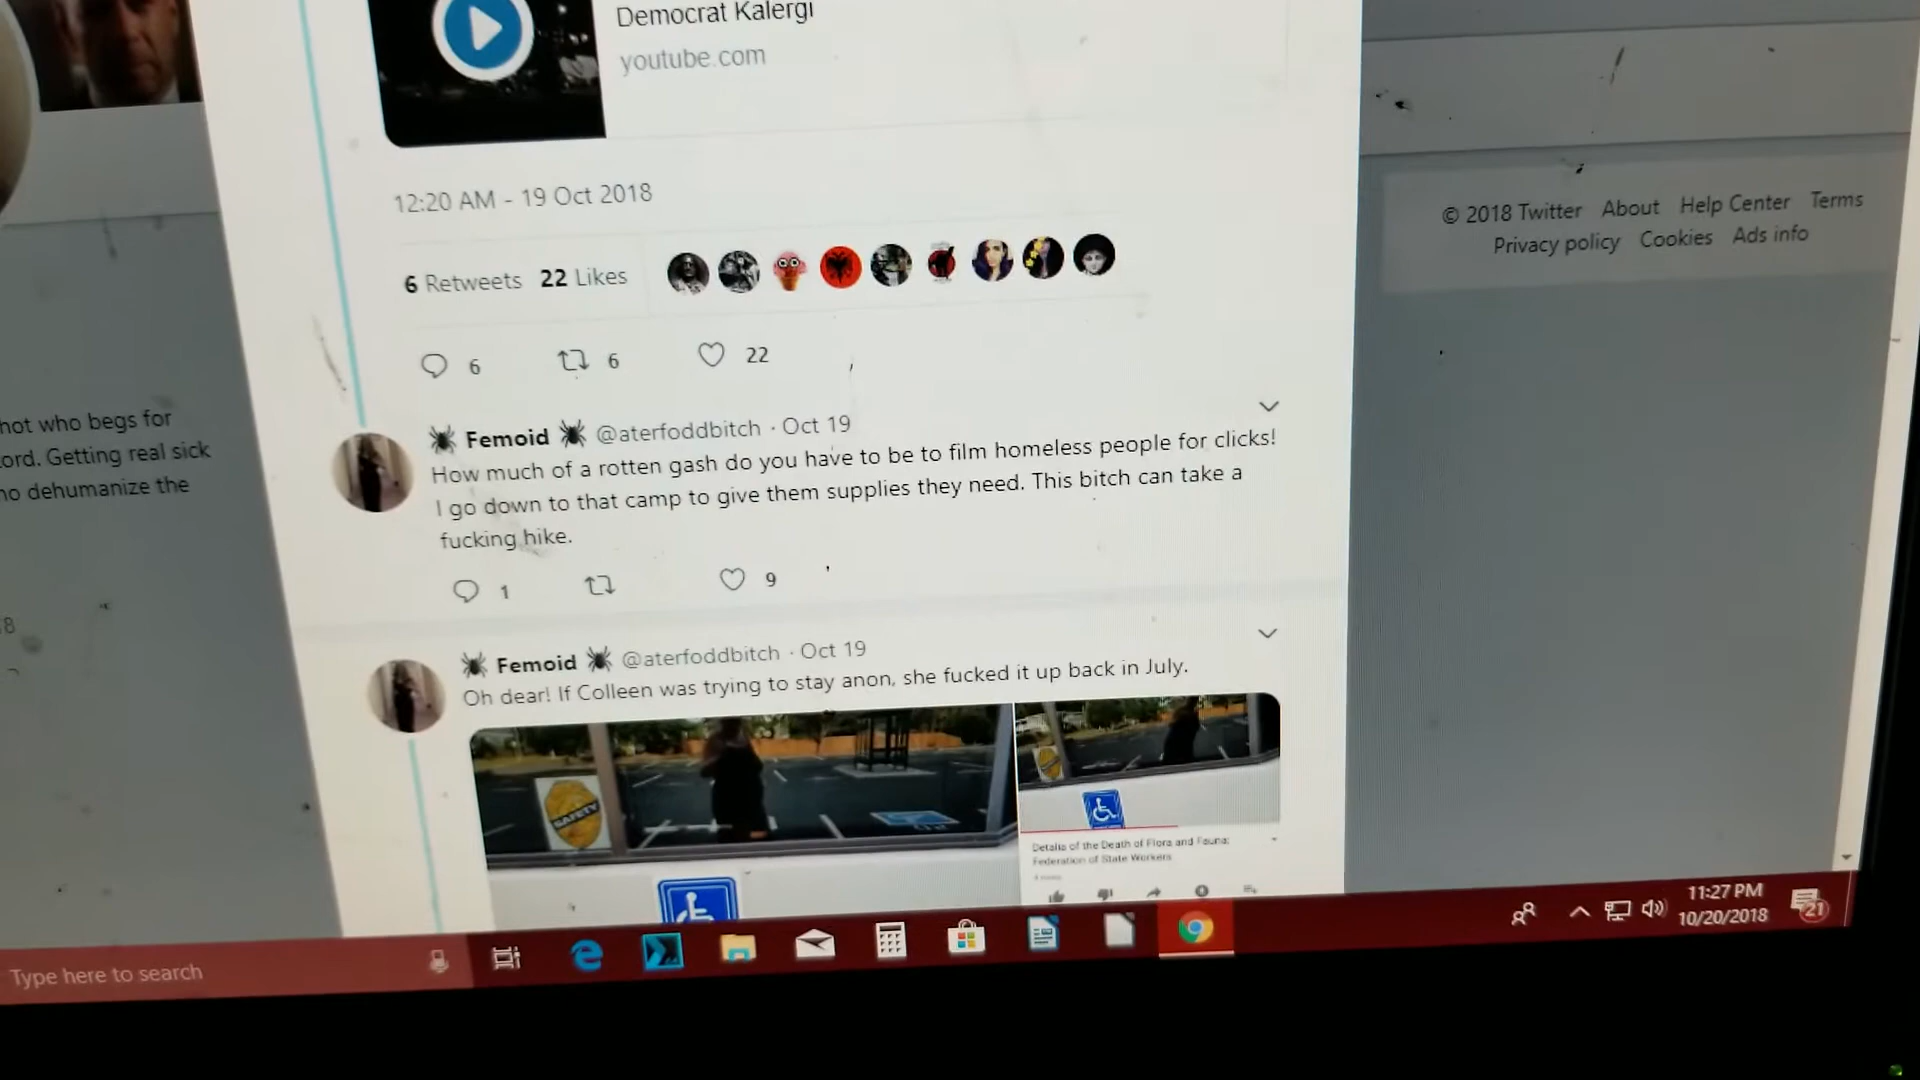 Democrat Kalergi
youtube.com
12:20 AM - 19 Oct 2018
6 Retweets 22 Likes
6 6 22
Femoid @aterfoddbitch · Oct 19
How much of a rotten gash do you have to be to film homeless people for clicks!
I go down to that camp to give them supplies they need. This bitch can take a
fucking hike.
1 9
Femoid @aterfoddbitch · Oct 19
Oh dear! If Colleen was trying to stay anon, she fucked it up back in July.
SAFETY
Details of the Death of Flora and Fauna:
Federation of State Workers
hot who begs for
ord. Getting real sick
no dehumanize the
8
© 2018 Twitter About Help Center Terms
Privacy policy Cookies Ads info
Type here to search
11:27 PM
10/20/2018
21